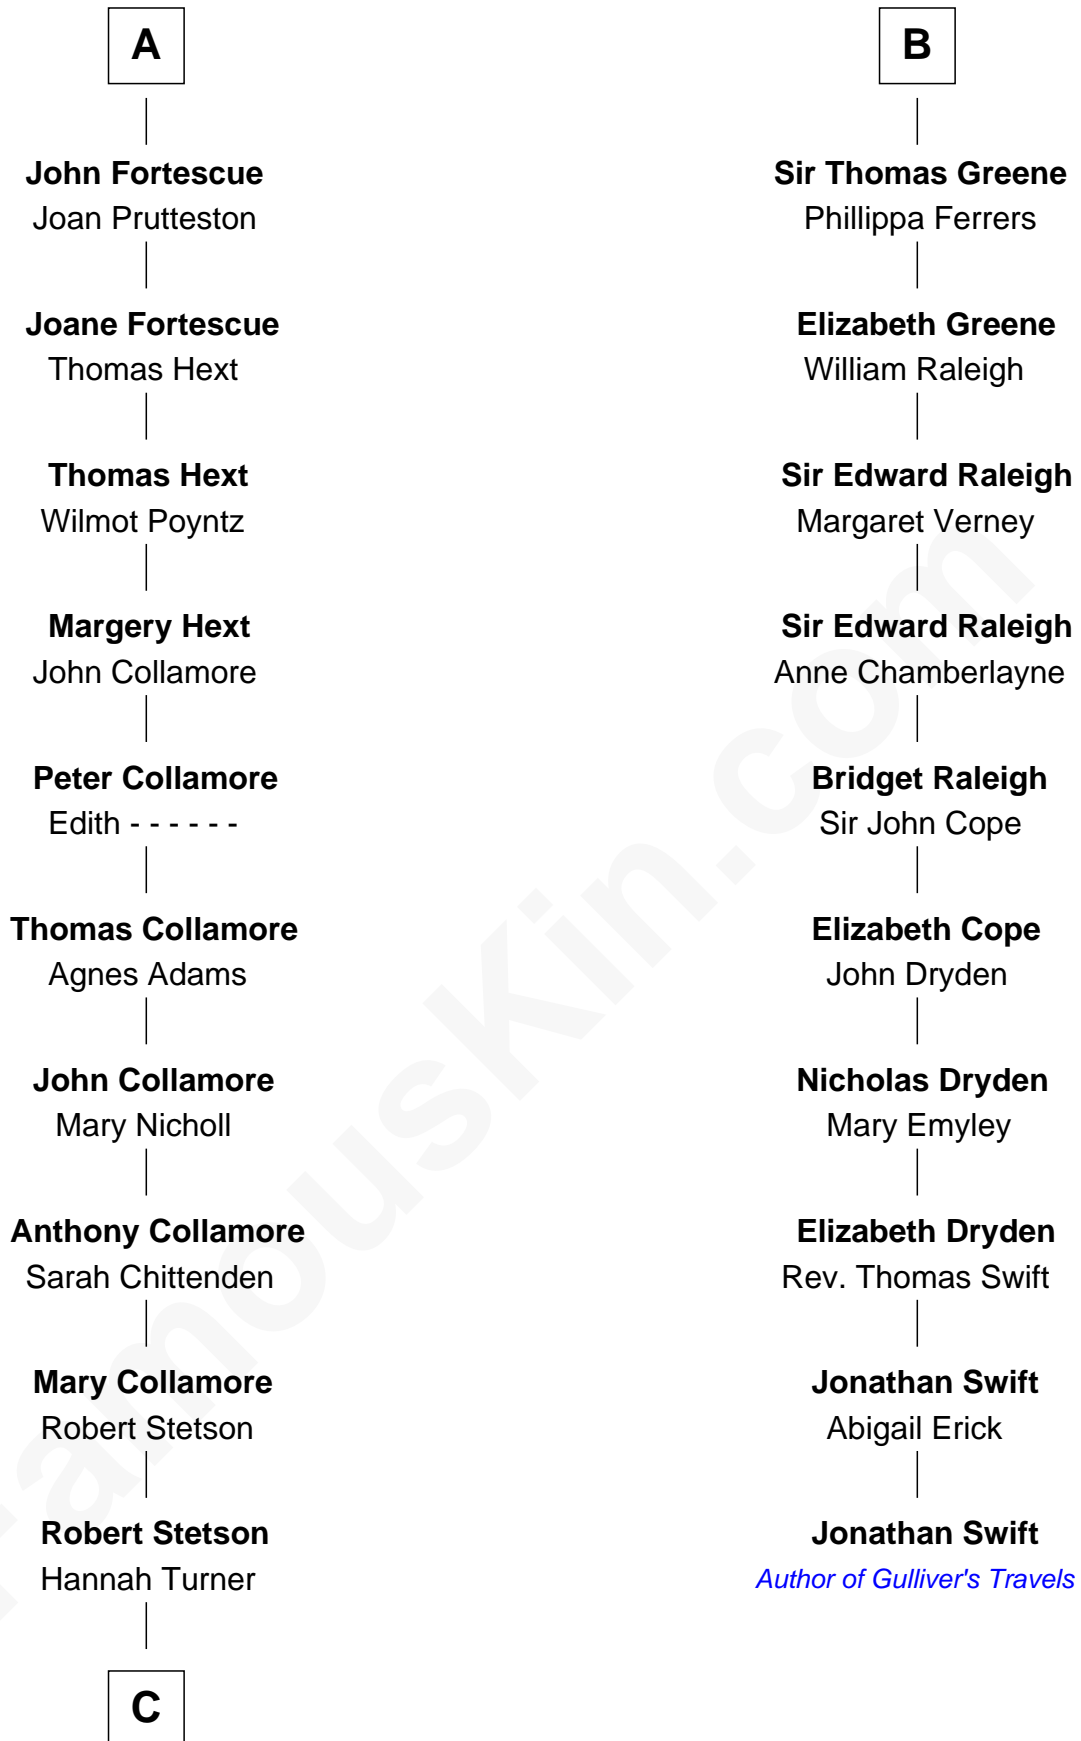 A
John Fortescue
Joan Prutteston
Joane Fortescue
Thomas Hext
Thomas Hext
Wilmot Poyntz
Margery Hext
John Collamore
Peter Collamore
Edith - - - - - -
Thomas Collamore
Agnes Adams
John Collamore
Mary Nicholl
Anthony Collamore
Sarah Chittenden
Mary Collamore
Robert Stetson
Robert Stetson
Hannah Turner
C
B
Sir Thomas Greene
Phillippa Ferrers
Elizabeth Greene
William Raleigh
Sir Edward Raleigh
Margaret Verney
Sir Edward Raleigh
Anne Chamberlayne
Bridget Raleigh
Sir John Cope
Elizabeth Cope
John Dryden
Nicholas Dryden
Mary Emyley
Elizabeth Dryden
Rev. Thomas Swift
Jonathan Swift
Abigail Erick
Jonathan Swift
Author of Gulliver's Travels
FamousKin.com